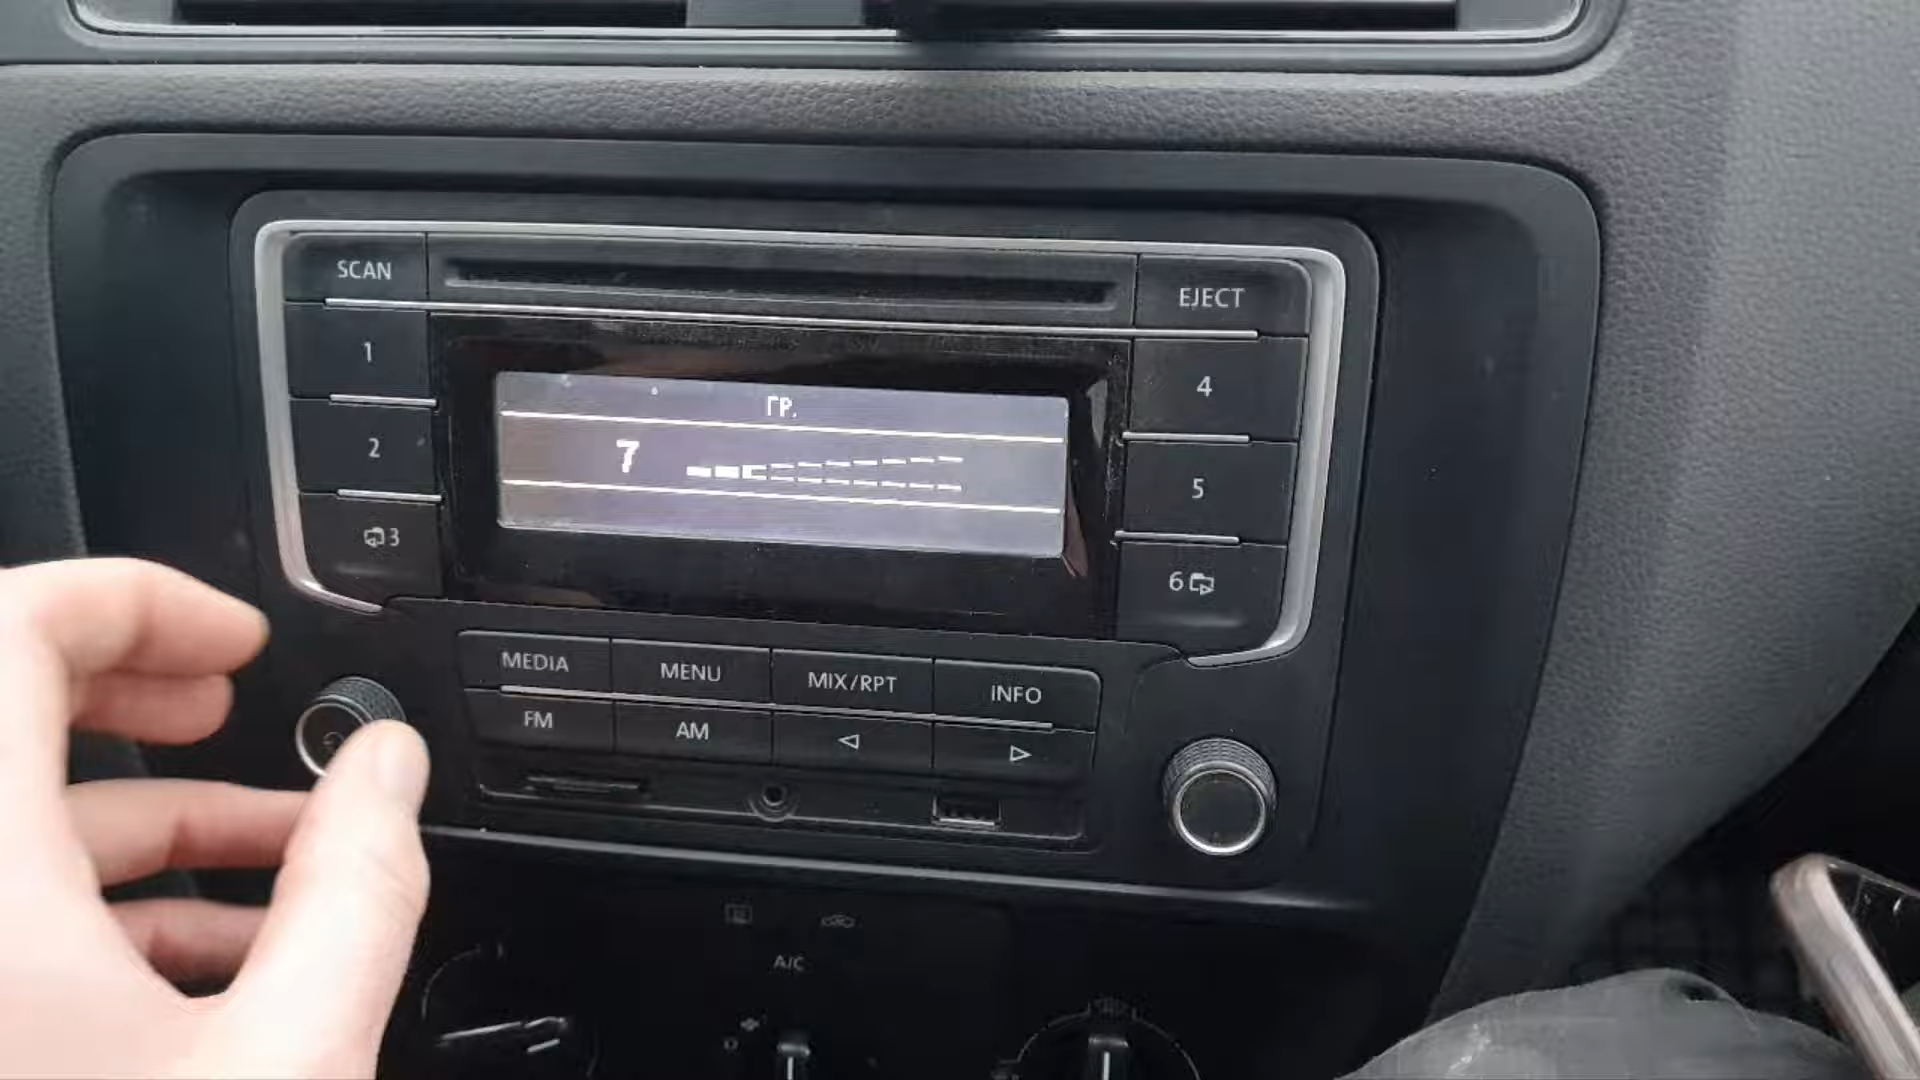 SCAN
EJECT
1
4
ГР.
7
2
5
3
6
MEDIA
MENU
MIX/RPT
INFO
FM
AM
A/C